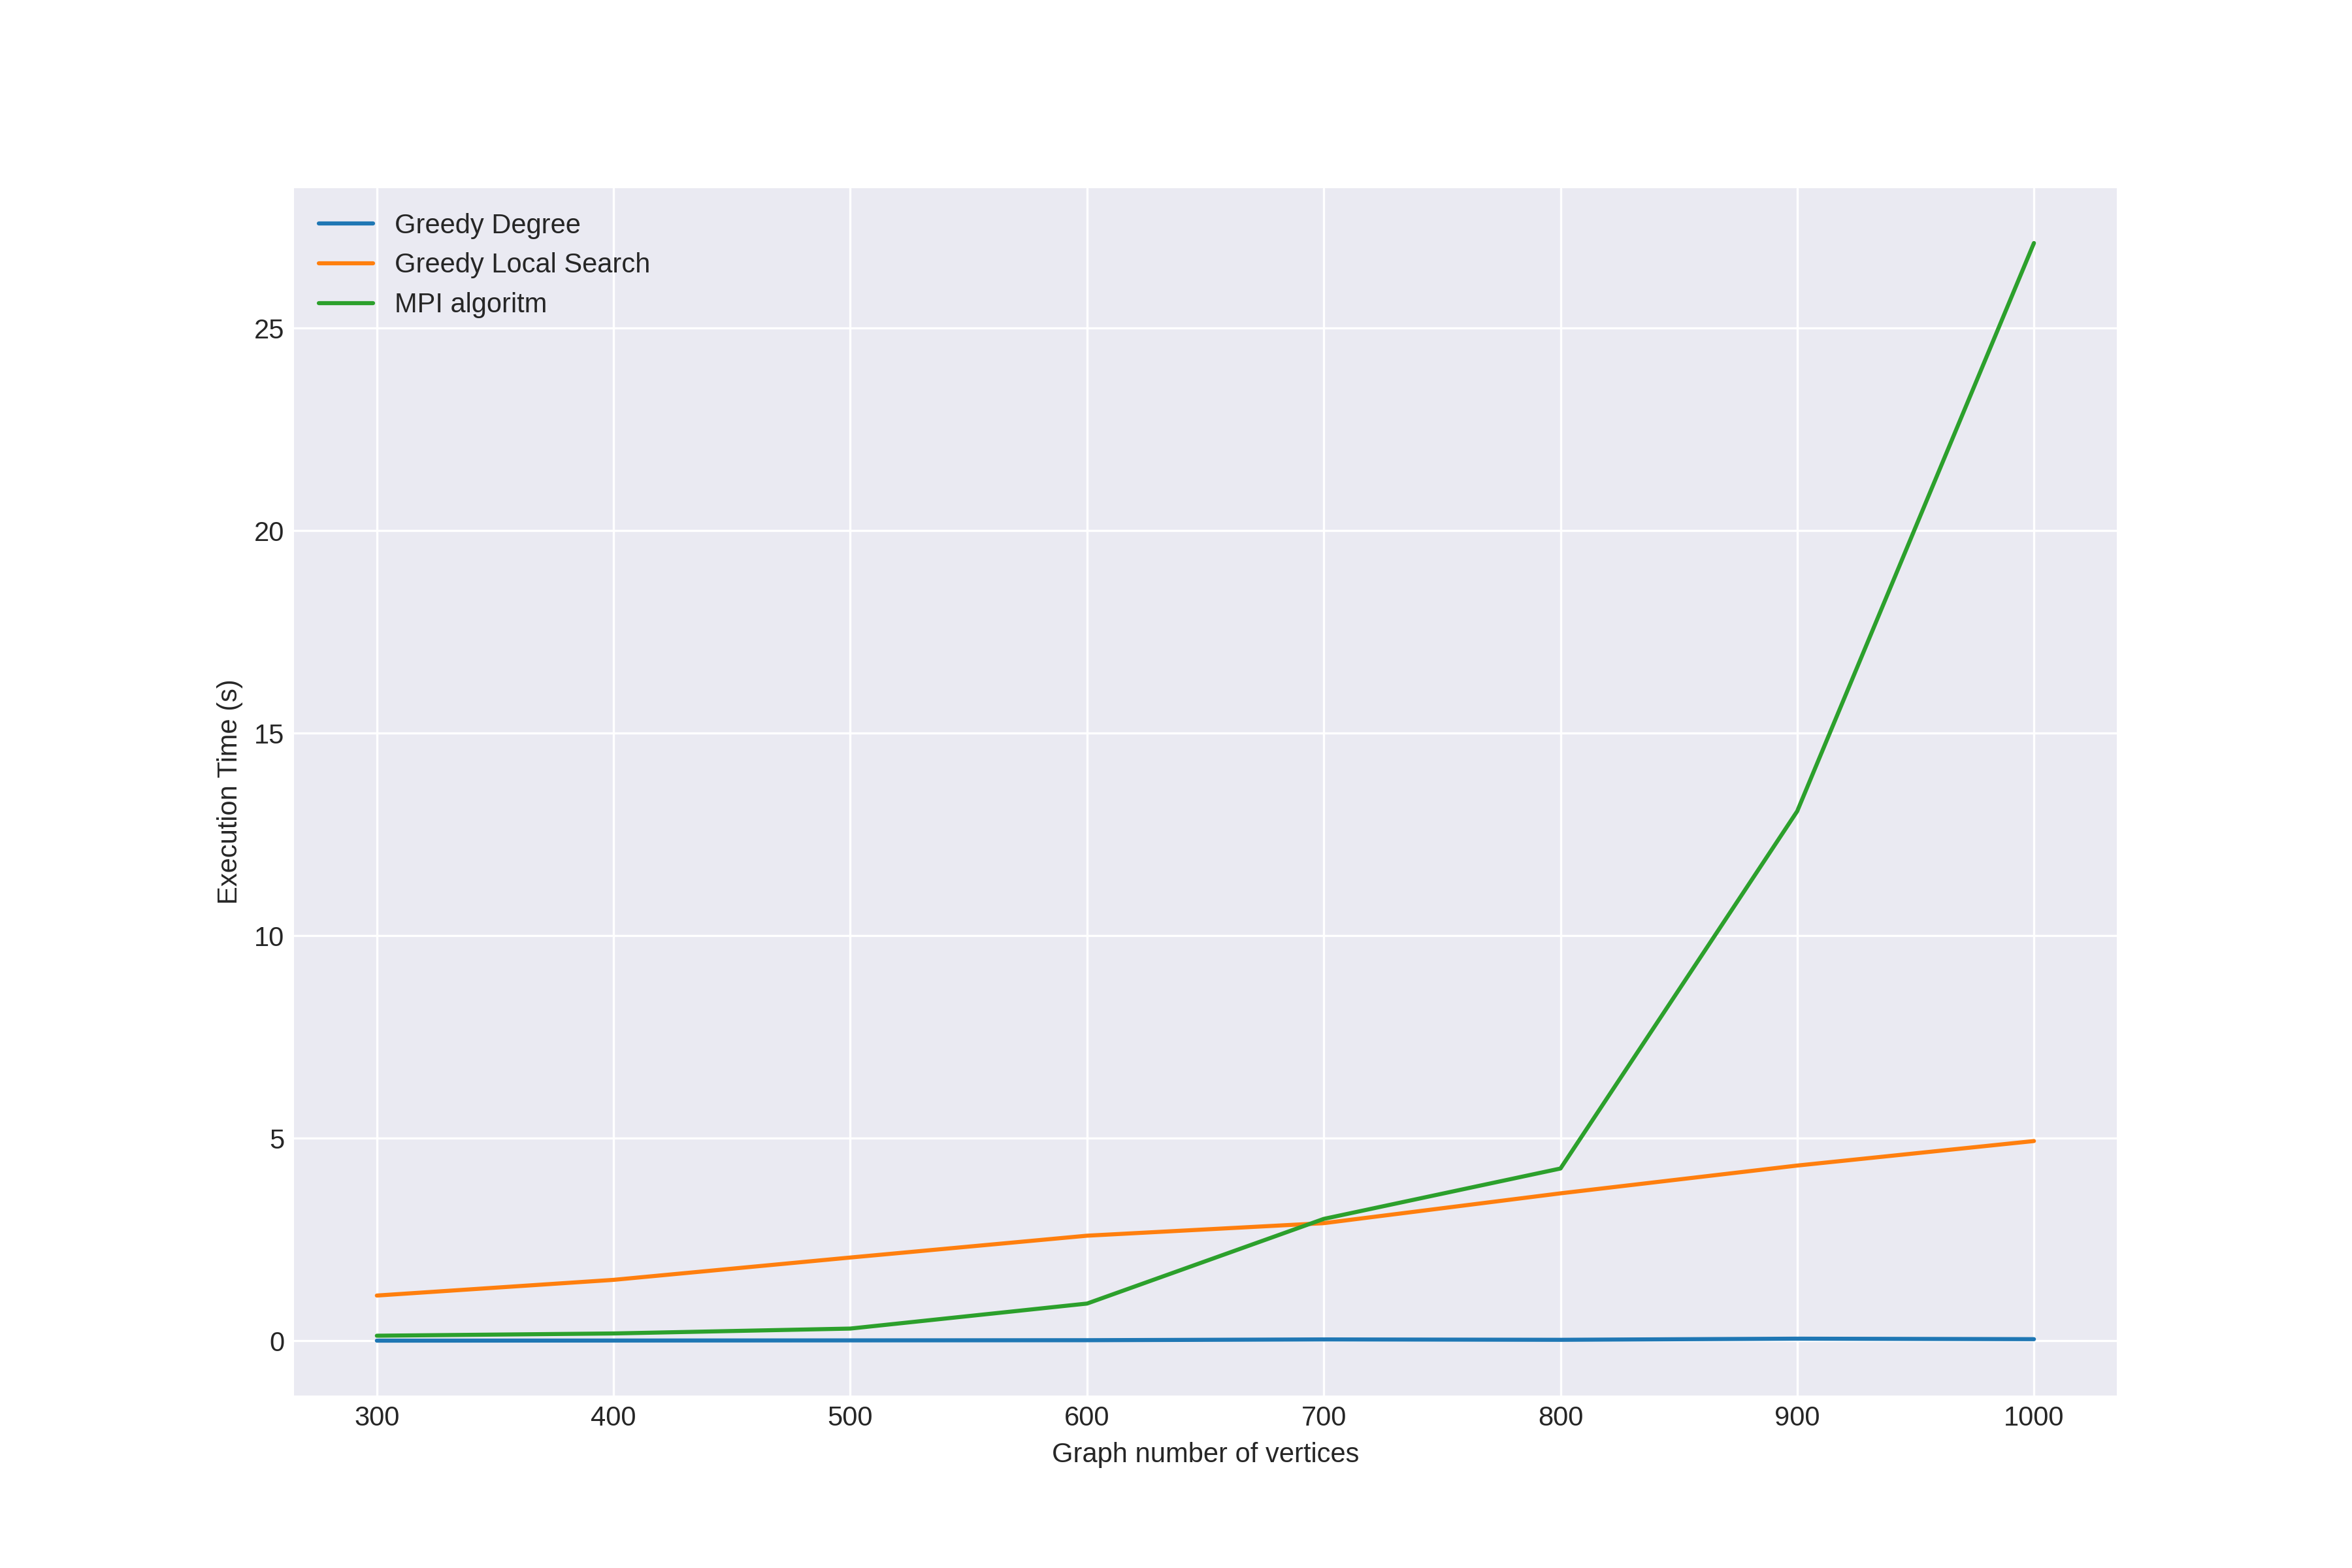 Greedy Degree
Greedy Local Search
MPI algoritm
25
20
15
10
5
0
Execution Time (s)
300 400 500 600 700 800 900 1000
Graph number of vertices